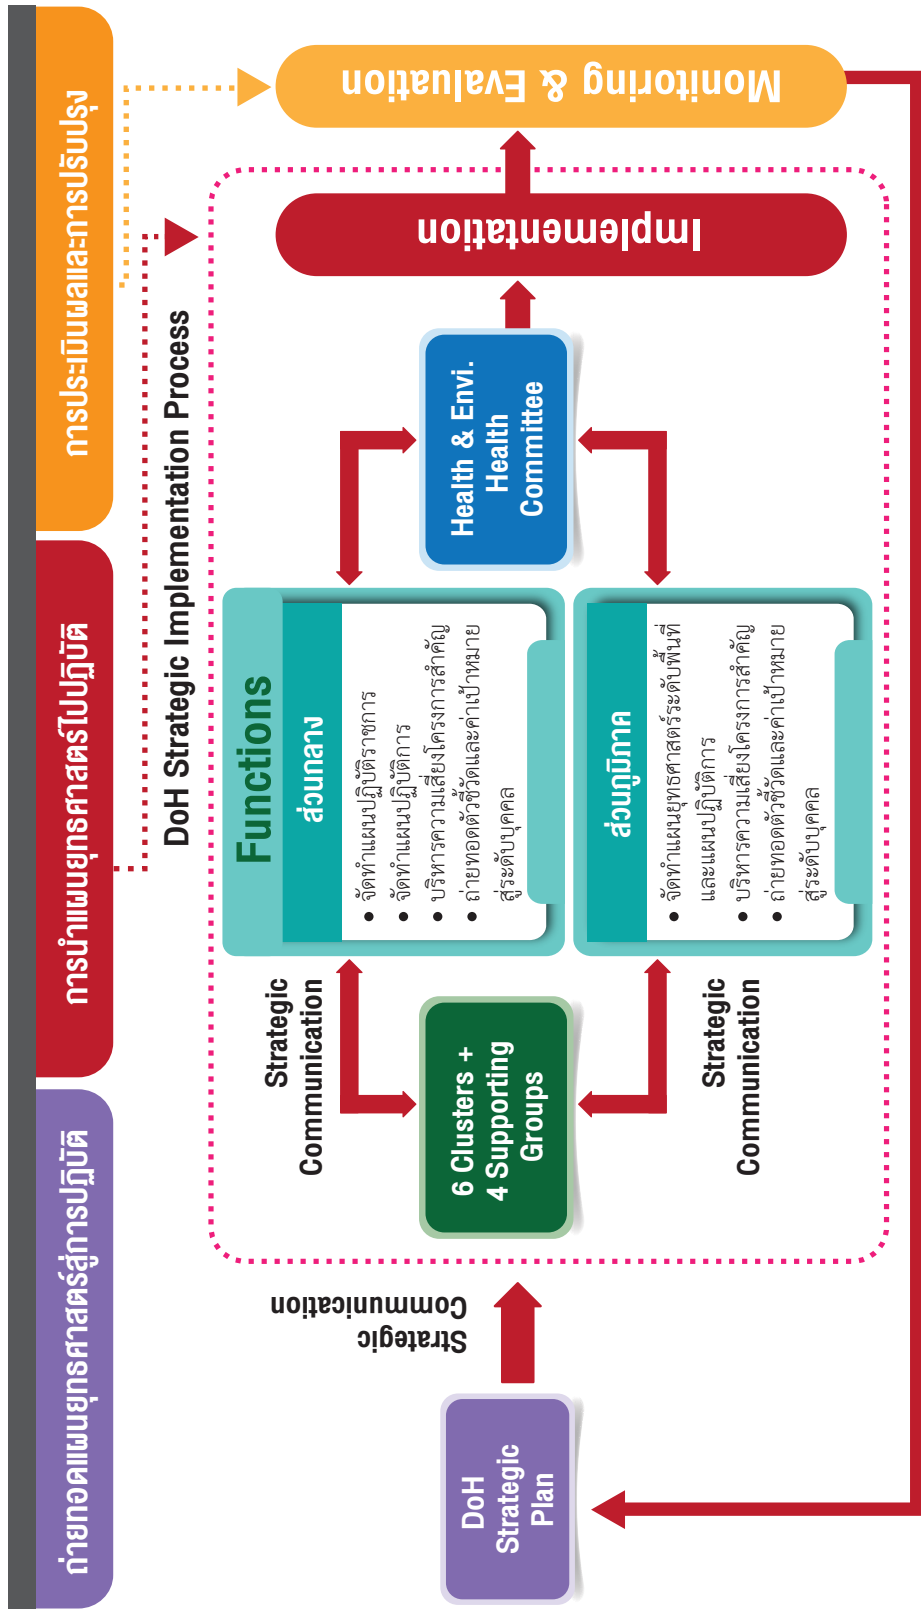 ถ่ายทอดแผนยุทธศาสตร์สู่การปฏิบัติ
การนำแผนยุทธศาสตร์ไปปฏิบัติ
การประเมินผลและการปรับปรุง
DoH Strategic Implementation Process
DoH
Strategic
Plan
Strategic
Communication
6 Clusters +
4 Supporting
Groups
Strategic
Communication
Strategic
Communication
Functions
ส่วนกลาง
• จัดทำแผนปฏิบัติราชการ
• จัดทำแผนปฏิบัติการ
• บริหารความเสี่ยงโครงการสำคัญ
• ถ่ายทอดตัวชี้วัดและค่าเป้าหมาย
สู่ระดับบุคคล
ส่วนภูมิภาค
• จัดทำแผนยุทธศาสตร์ระดับพื้นที่
และแผนปฏิบัติการ
• บริหารความเสี่ยงโครงการสำคัญ
• ถ่ายทอดตัวชี้วัดและค่าเป้าหมาย
สู่ระดับบุคคล
Health & Envi.
Health
Committee
Implementation
Monitoring & Evaluation